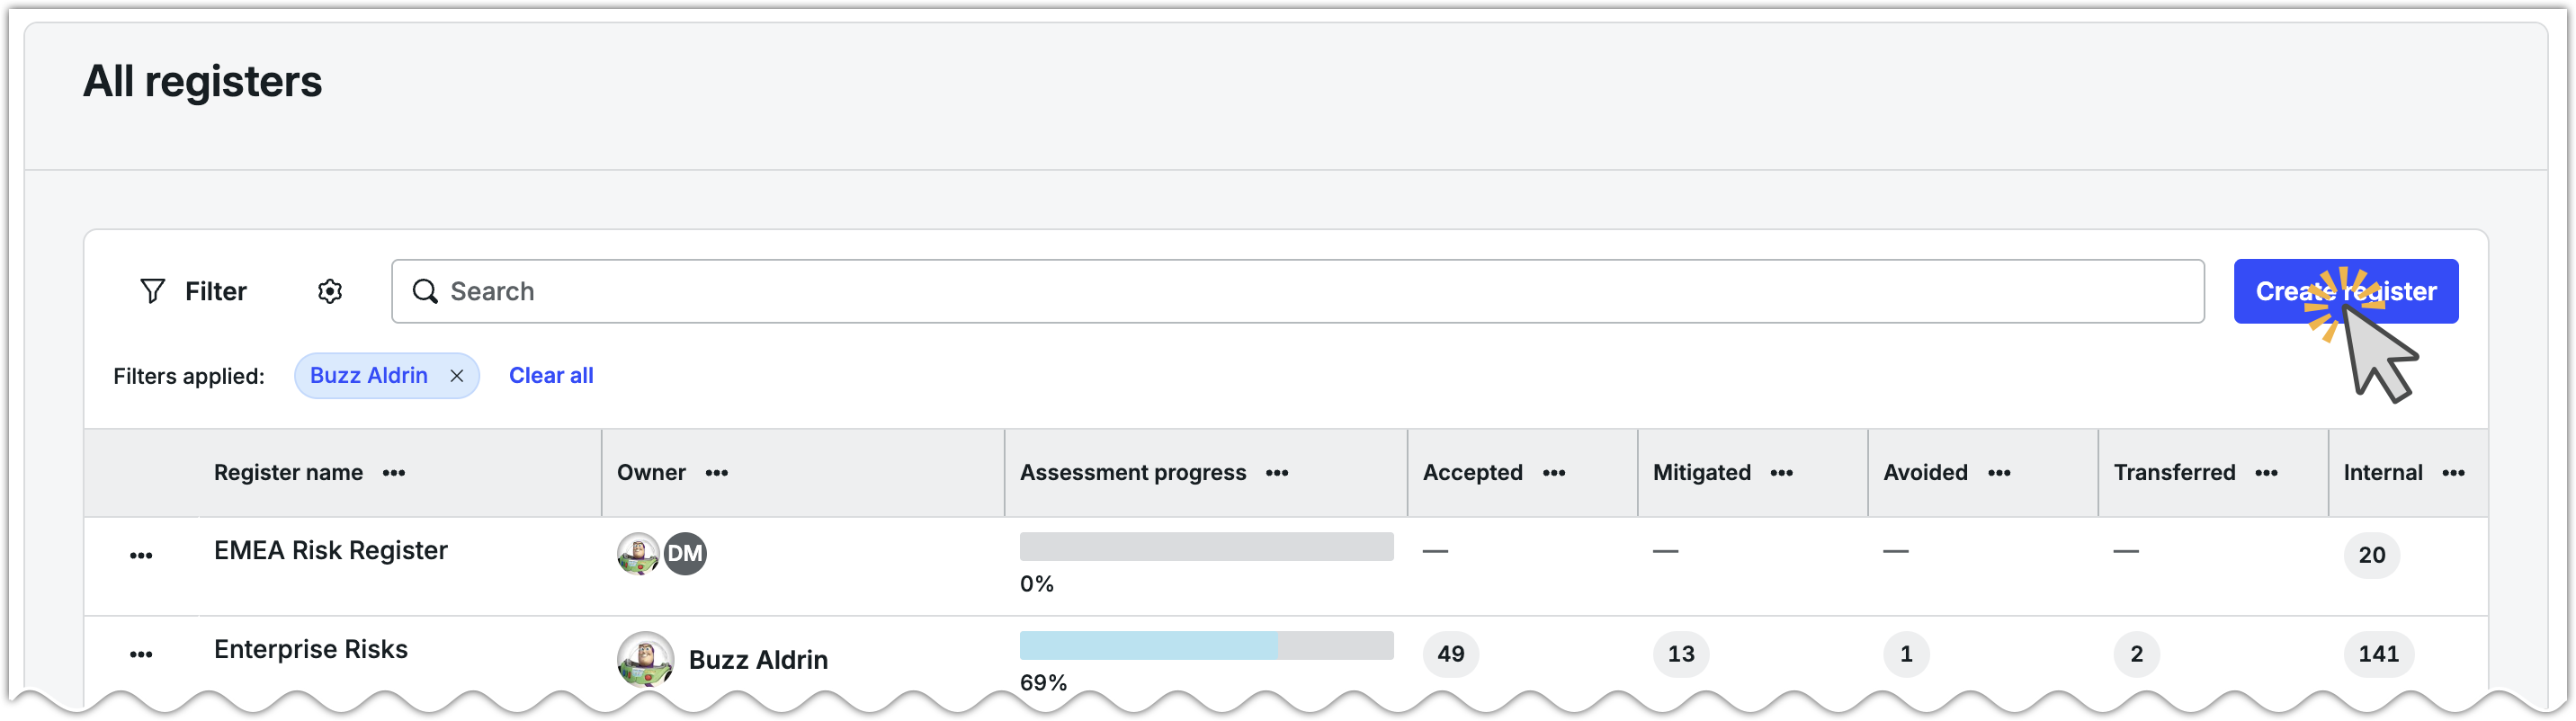 All registers
Filter
Search
Create register
Filters applied: Buzz Aldrin Clear all
Register name Owner Assessment progress Accepted Mitigated Avoided Transferred Internal
EMEA Risk Register DM — — — — 20
0%
Enterprise Risks Buzz Aldrin 49 13 1 2 141
69%